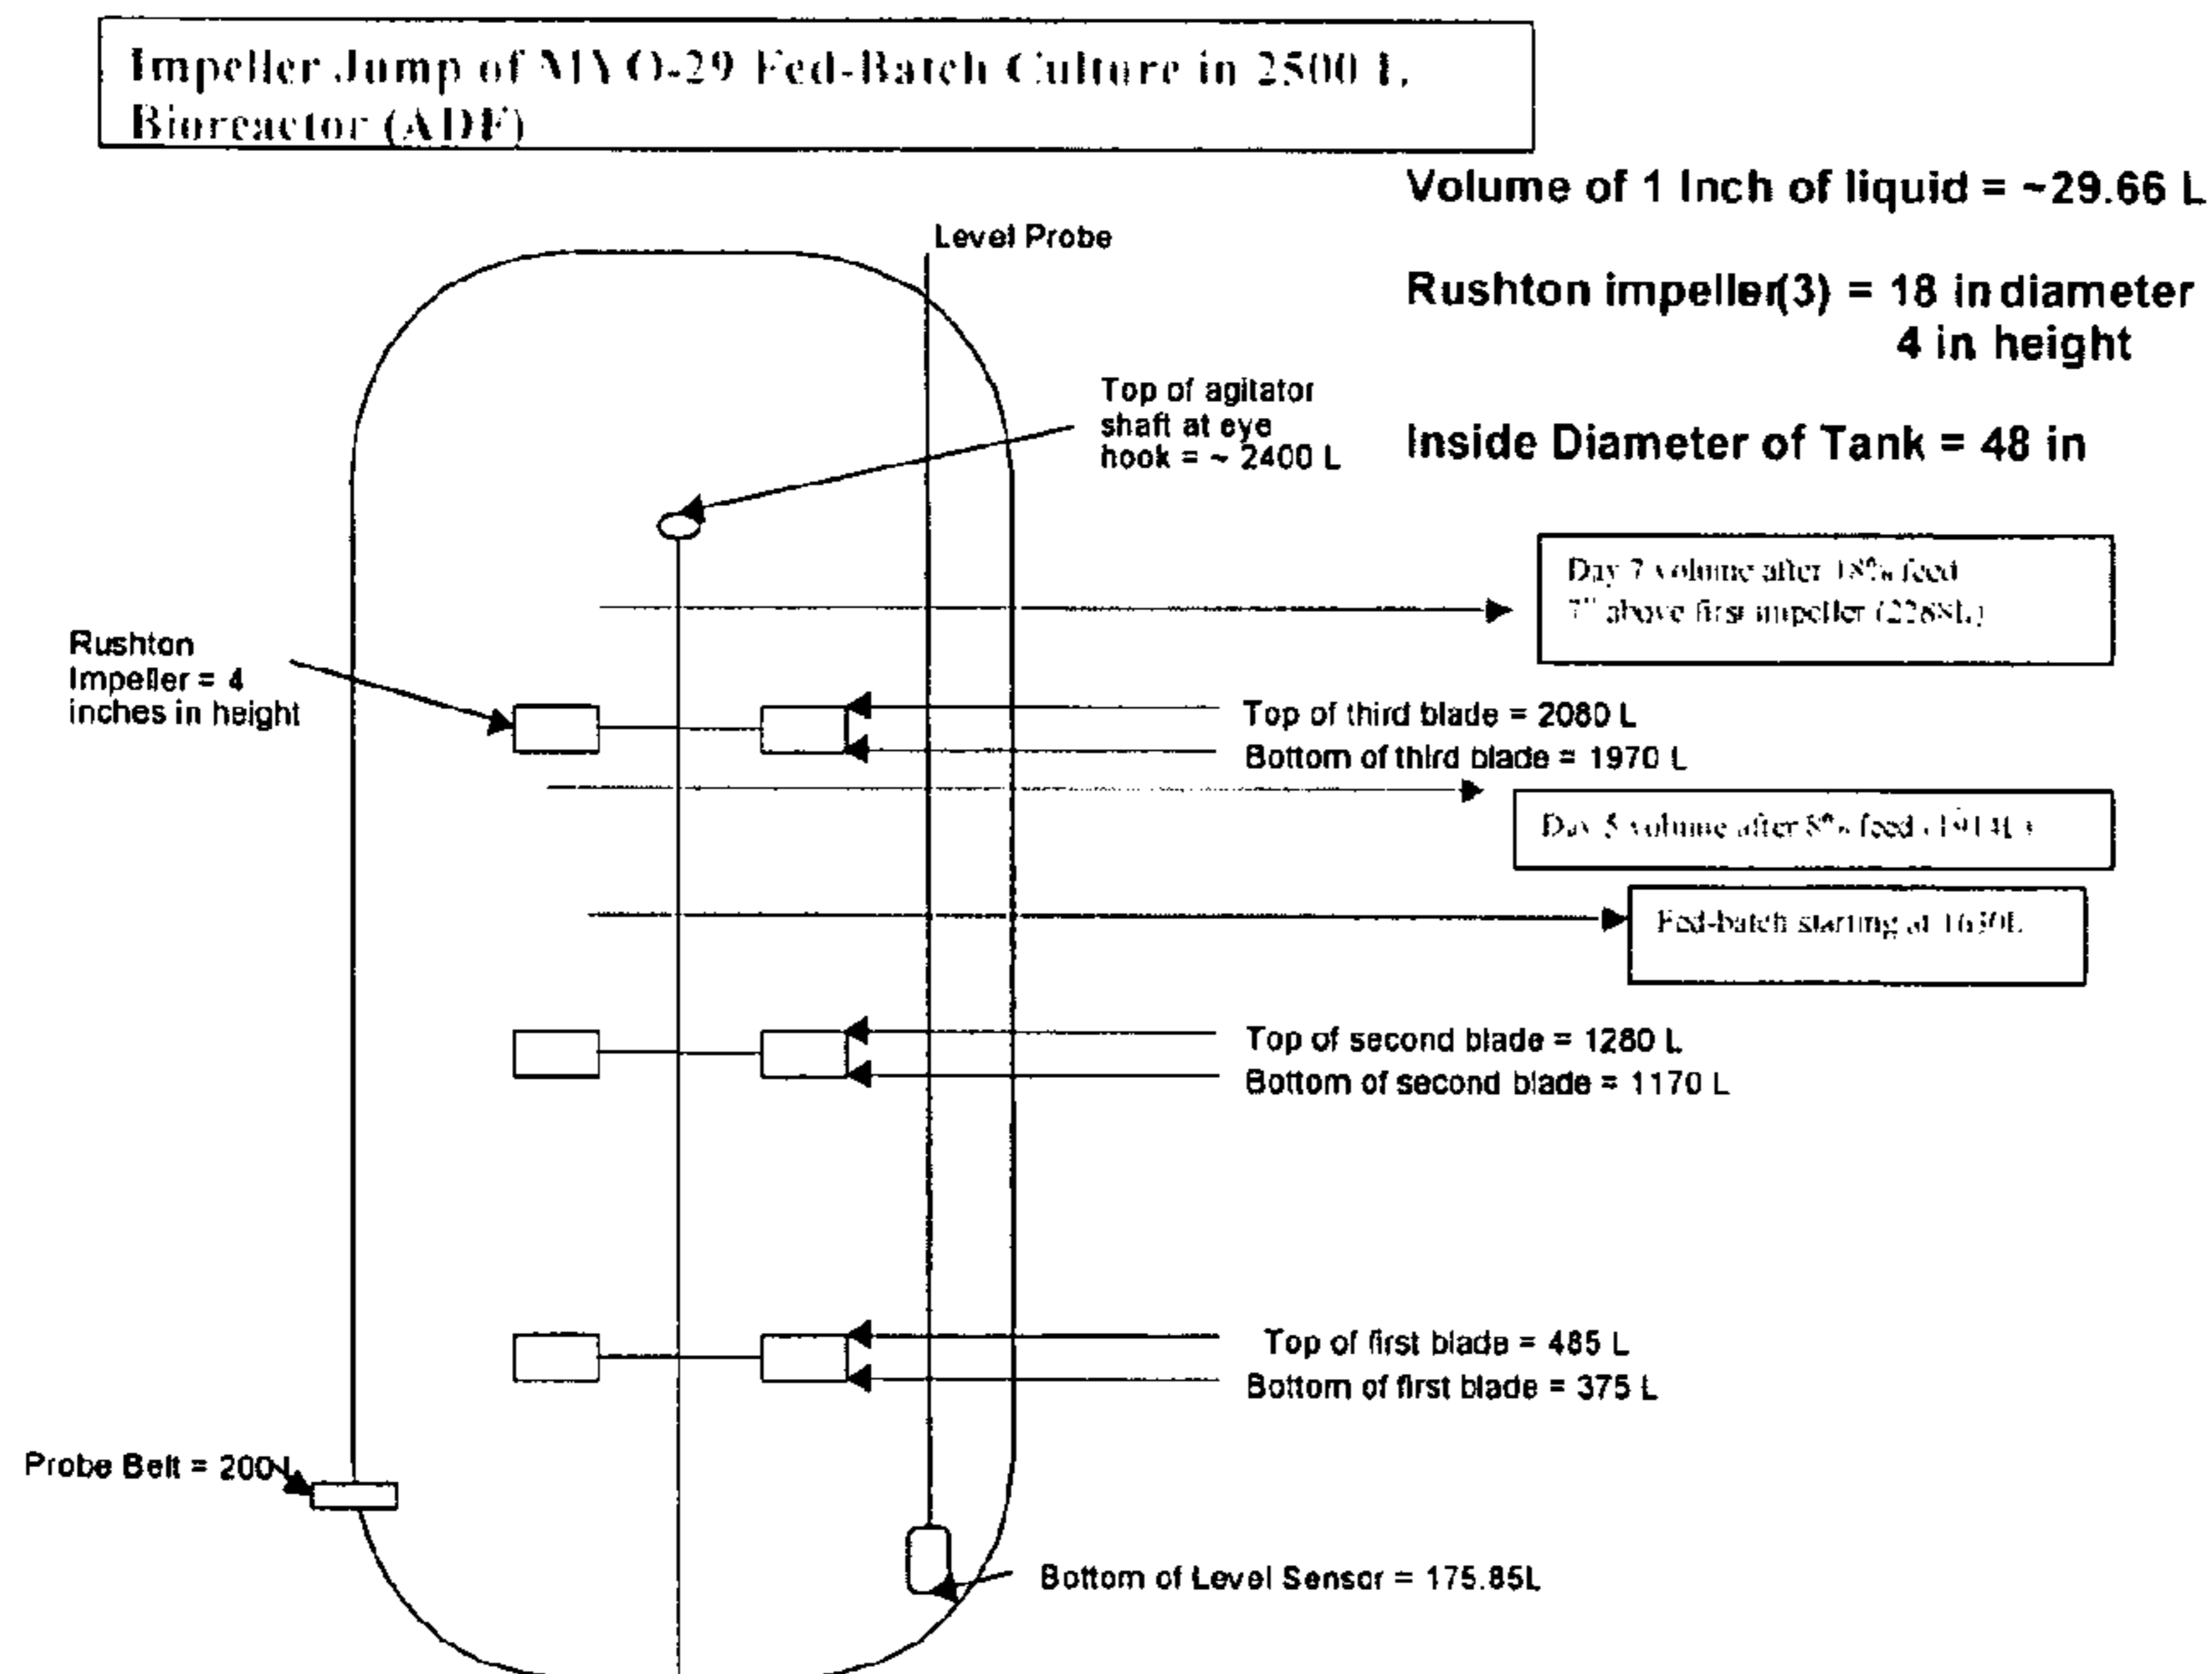 Impeller Jump of MYO-29 Fed-Batch Culture in 2500 L
Bioreactor (ADF)
Volume of 1 Inch of liquid = ~29.66 L
Level Probe
Rushton impeller(3) = 18 in diameter
4 in height
Top of agitator
shaft at eye
hook = ~ 2400 L
Inside Diameter of Tank = 48 in
Day 7 volume after 18% feed
7" above first impeller (2268L)
Rushton
Impeller = 4
inches in height
Top of third blade = 2080 L
Bottom of third blade = 1970 L
Day 5 volume after 8% feed (1914L)
Fed-batch starting at 1630L
Top of second blade = 1280 L
Bottom of second blade = 1170 L
Top of first blade = 485 L
Bottom of first blade = 375 L
Probe Belt = 200 L
Bottom of Level Sensor = 175.85L